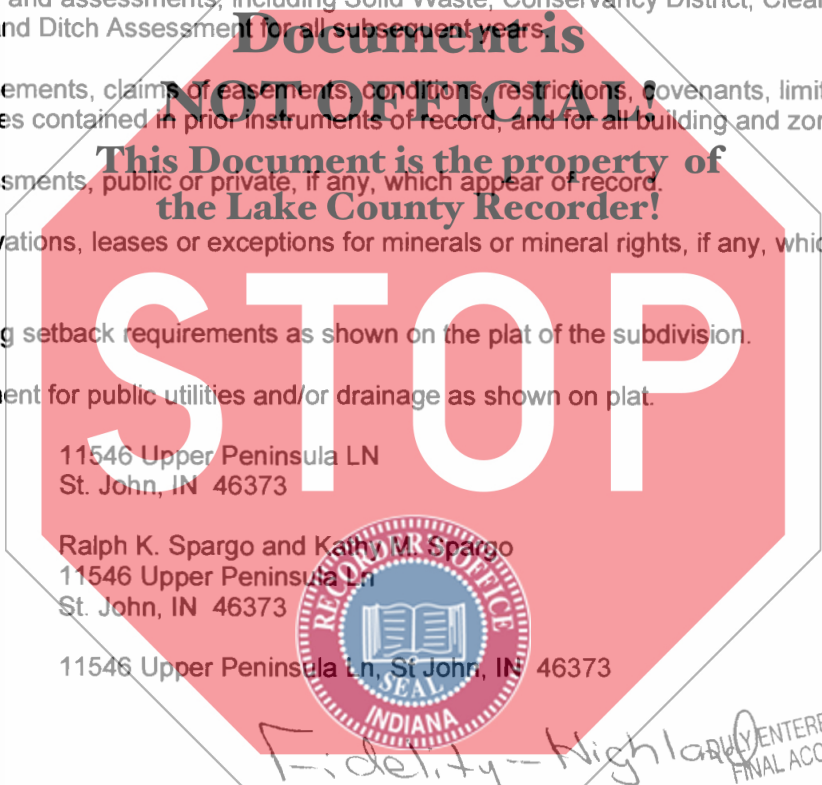 and assessments, including Solid Waste, Conservancy District, Clea
nd Ditch Assessment for all subsequent years.
Document is
ements, claims of easements, conditions, restrictions, covenants, limit
NOT OFFICIAL!
es contained in prior instruments of record, and for all building and zor
This Document is the property of
sments, public or private, if any, which appear of record.
the Lake County Recorder!
vations, leases or exceptions for minerals or mineral rights, if any, whic
STOP
g setback requirements as shown on the plat of the subdivision.
ent for public utilities and/or drainage as shown on plat.
11546 Upper Peninsula LN
St. John, IN 46373
Ralph K. Spargo and Kathy M. Spargo
11546 Upper Peninsula Ln
St. John, IN 46373
RECORDER'S OFFICE
SEAL
INDIANA
11546 Upper Peninsula Ln, St John, IN 46373
Fidelity - Highland
DULY ENTERE
FINAL ACC